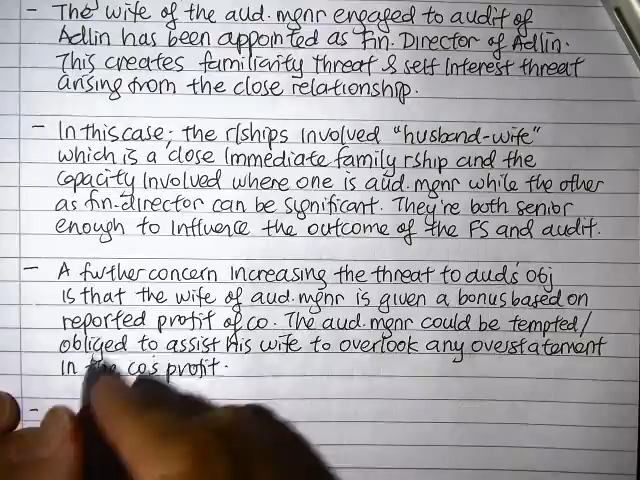 - The wife of the aud. mgnr engaged to audit of
Adlin has been appointed as Fin. Director of Adlin.
This creates familiarity threat & self interest threat
arising from the close relationship.
- In this case; the r/ships involved "husband-wife"
which is a close immediate family rship and the
capacity involved where one is aud. mgnr while the other
as fin-director can be significant. They're both senior
enough to influence the outcome of the FS and audit.
- A further concern increasing the threat to auds' obj
is that the wife of aud. mgnr is given a bonus based on
reported profit of co. The aud. mgnr could be tempted/
obliged to assist his wife to overlook any overstatement
in the co's profit.
-